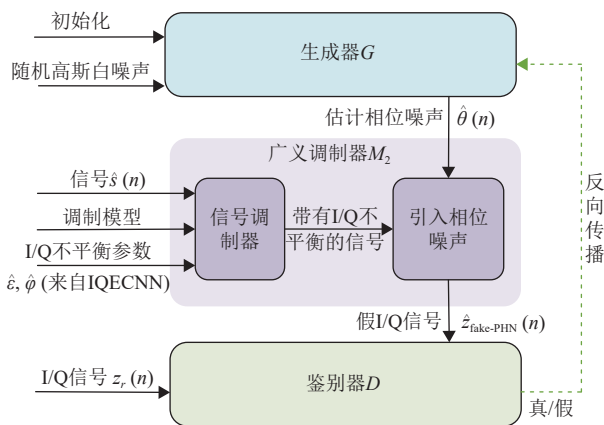 初始化
随机高斯白噪声
生成器G
估计相位噪声 θ̂ (n)
广义调制器M₂
信号ŝ (n)
调制模型
I/Q不平衡参数
ε̂, φ̂ (来自IQECNN)
信号调
制器
带有I/Q不
平衡的信号
引入相位
噪声
反向传播
假I/Q信号 ẑfake-PHN (n)
I/Q信号 zr (n)
鉴别器D
真/假